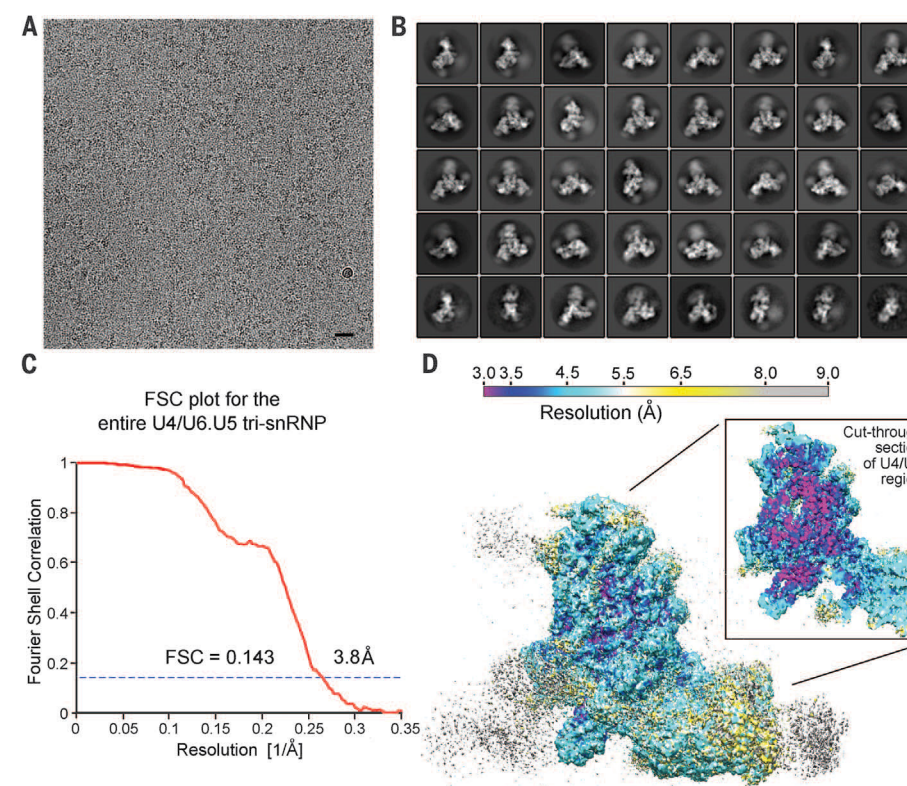 A
B
C
FSC plot for the
entire U4/U6.U5 tri-snRNP
1
0.8
0.6
0.4
0.2
0
Fourier Shell Correlation
FSC = 0.143
3.8Å
0
0.05
0.1
0.15
0.2
0.25
0.3
0.35
Resolution [1/Å]
D
3.0 3.5 4.5 5.5 6.5 8.0 9.0
Resolution (Å)
Cut-throug
sectio
of U4/U
regio